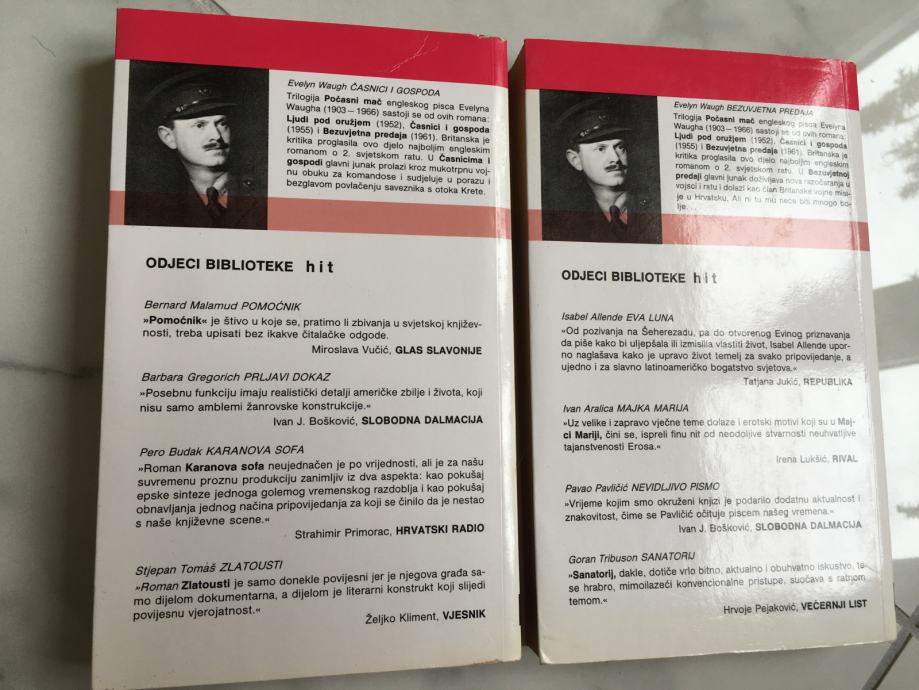 Evelyn Waugh ČASNICI I GOSPODA
Trilogija Počasni mač engleskog pisca Evelyna
Waugha (1903 – 1966) sastoji se od ovih romana:
Ljudi pod oružjem (1952), Časnici i gospoda
(1955) i Bezuvjetna predaja (1961). Britanska je
kritika proglasila ovo djelo najboljim engleskim
romanom o 2. svjetskom ratu. U Časnicima i
gospodi glavni junak prolazi kroz mukotrpnu voj-
nu obuku za komandose i sudjeluje u porazu i
bezglavom povlačenju saveznika s otoka Krete.
ODJECI BIBLIOTEKE hit
Bernard Malamud POMOĆNIK
»Pomoćnik« je štivo u koje se, pratimo li zbivanja u svjetskoj književ-
nosti, treba upisati bez ikakve čitalačke odgode.
Miroslava Vučić, GLAS SLAVONIJE
Barbara Gregorich PRLJAVI DOKAZ
»Posebnu funkciju imaju realistički detalji američke zbilje i života, koji
nisu samo amblemi žanrovske konstrukcije.«
Ivan J. Bošković, SLOBODNA DALMACIJA
Pero Budak KARANOVA SOFA
»Roman Karanova sofa neujednačen je po vrijednosti, ali je za našu
suvremenu proznu produkciju zanimljiv iz dva aspekta: kao pokušaj
epske sinteze jednoga golemog vremenskog razdoblja i kao pokušaj
obnavljanja jednog načina pripovijedanja za koji se činilo da je nestao
s naše književne scene.«
Strahimir Primorac, HRVATSKI RADIO
Stjepan Tomaš ZLATOUSTI
»Roman Zlatousti je samo donekle povijesni jer je njegova građa sa-
mo dijelom dokumentarna, a dijelom je literarni konstrukt koji slijedi
povijesnu vjerojatnost.«
Željko Kliment, VJESNIK
Evelyn Waugh BEZUVJETNA PREDAJA
Trilogija Počasni mač engleskog pisca Evelyna
Waugha (1903 – 1966) sastoji se od ovih romana:
Ljudi pod oružjem (1952), Časnici i gospoda
(1955) i Bezuvjetna predaja (1961). Britanska je
kritika proglasila ovo djelo najboljim engleskim
romanom o 2. svjetskom ratu. U Bezuvjetnoj
predaji glavni junak doživljava nova razočaranja u
vojsci i ratu i dolazi kao član Britanske vojne misi-
je u Hrvatsku, Ali ni tu mu neće biti mnogo bo-
lje. . .
ODJECI BIBLIOTEKE hit
Isabel Allende EVA LUNA
»Od pozivanja na Šeherezadu, pa do otvorenog Evinog priznavanja
da piše kako bi uljepšala ili izmislila vlastiti život, Isabel Allende upor-
no naglašava kako je upravo život temelj za svako pripovijedanje, a
ujedno i za slavno latinoameričko bogatstvo svjetova.«
Tatjana Jukić, REPUBLIKA
Ivan Aralica MAJKA MARIJA
»Uz velike i zapravo vječne teme dolaze i erotski motivi koji su u Maj-
ci Mariji, čini se, ispreli finu nit od neodoljive stvarnosti neuhvatljive
tajanstvenosti Erosa.«
Irena Lukšić, RIVAL
Pavao Pavličić NEVIDLJIVO PISMO
»Vrijeme kojim smo okruženi knjizi je podarilo dodatnu aktualnost i
znakovitost, čime se Pavličić očituje piscem našeg vremena.«
Ivan J. Bošković, SLOBODNA DALMACIJA
Goran Tribuson SANATORIJ
»Sanatorij, dakle, dotiče vrlo bitno, aktualno i obuhvatno iskustvo, te
se hrabro, mimoilazeći konvencionalne pristupe, suočava s ratnom
temom.«
Hrvoje Pejaković, VEČERNJI LIST